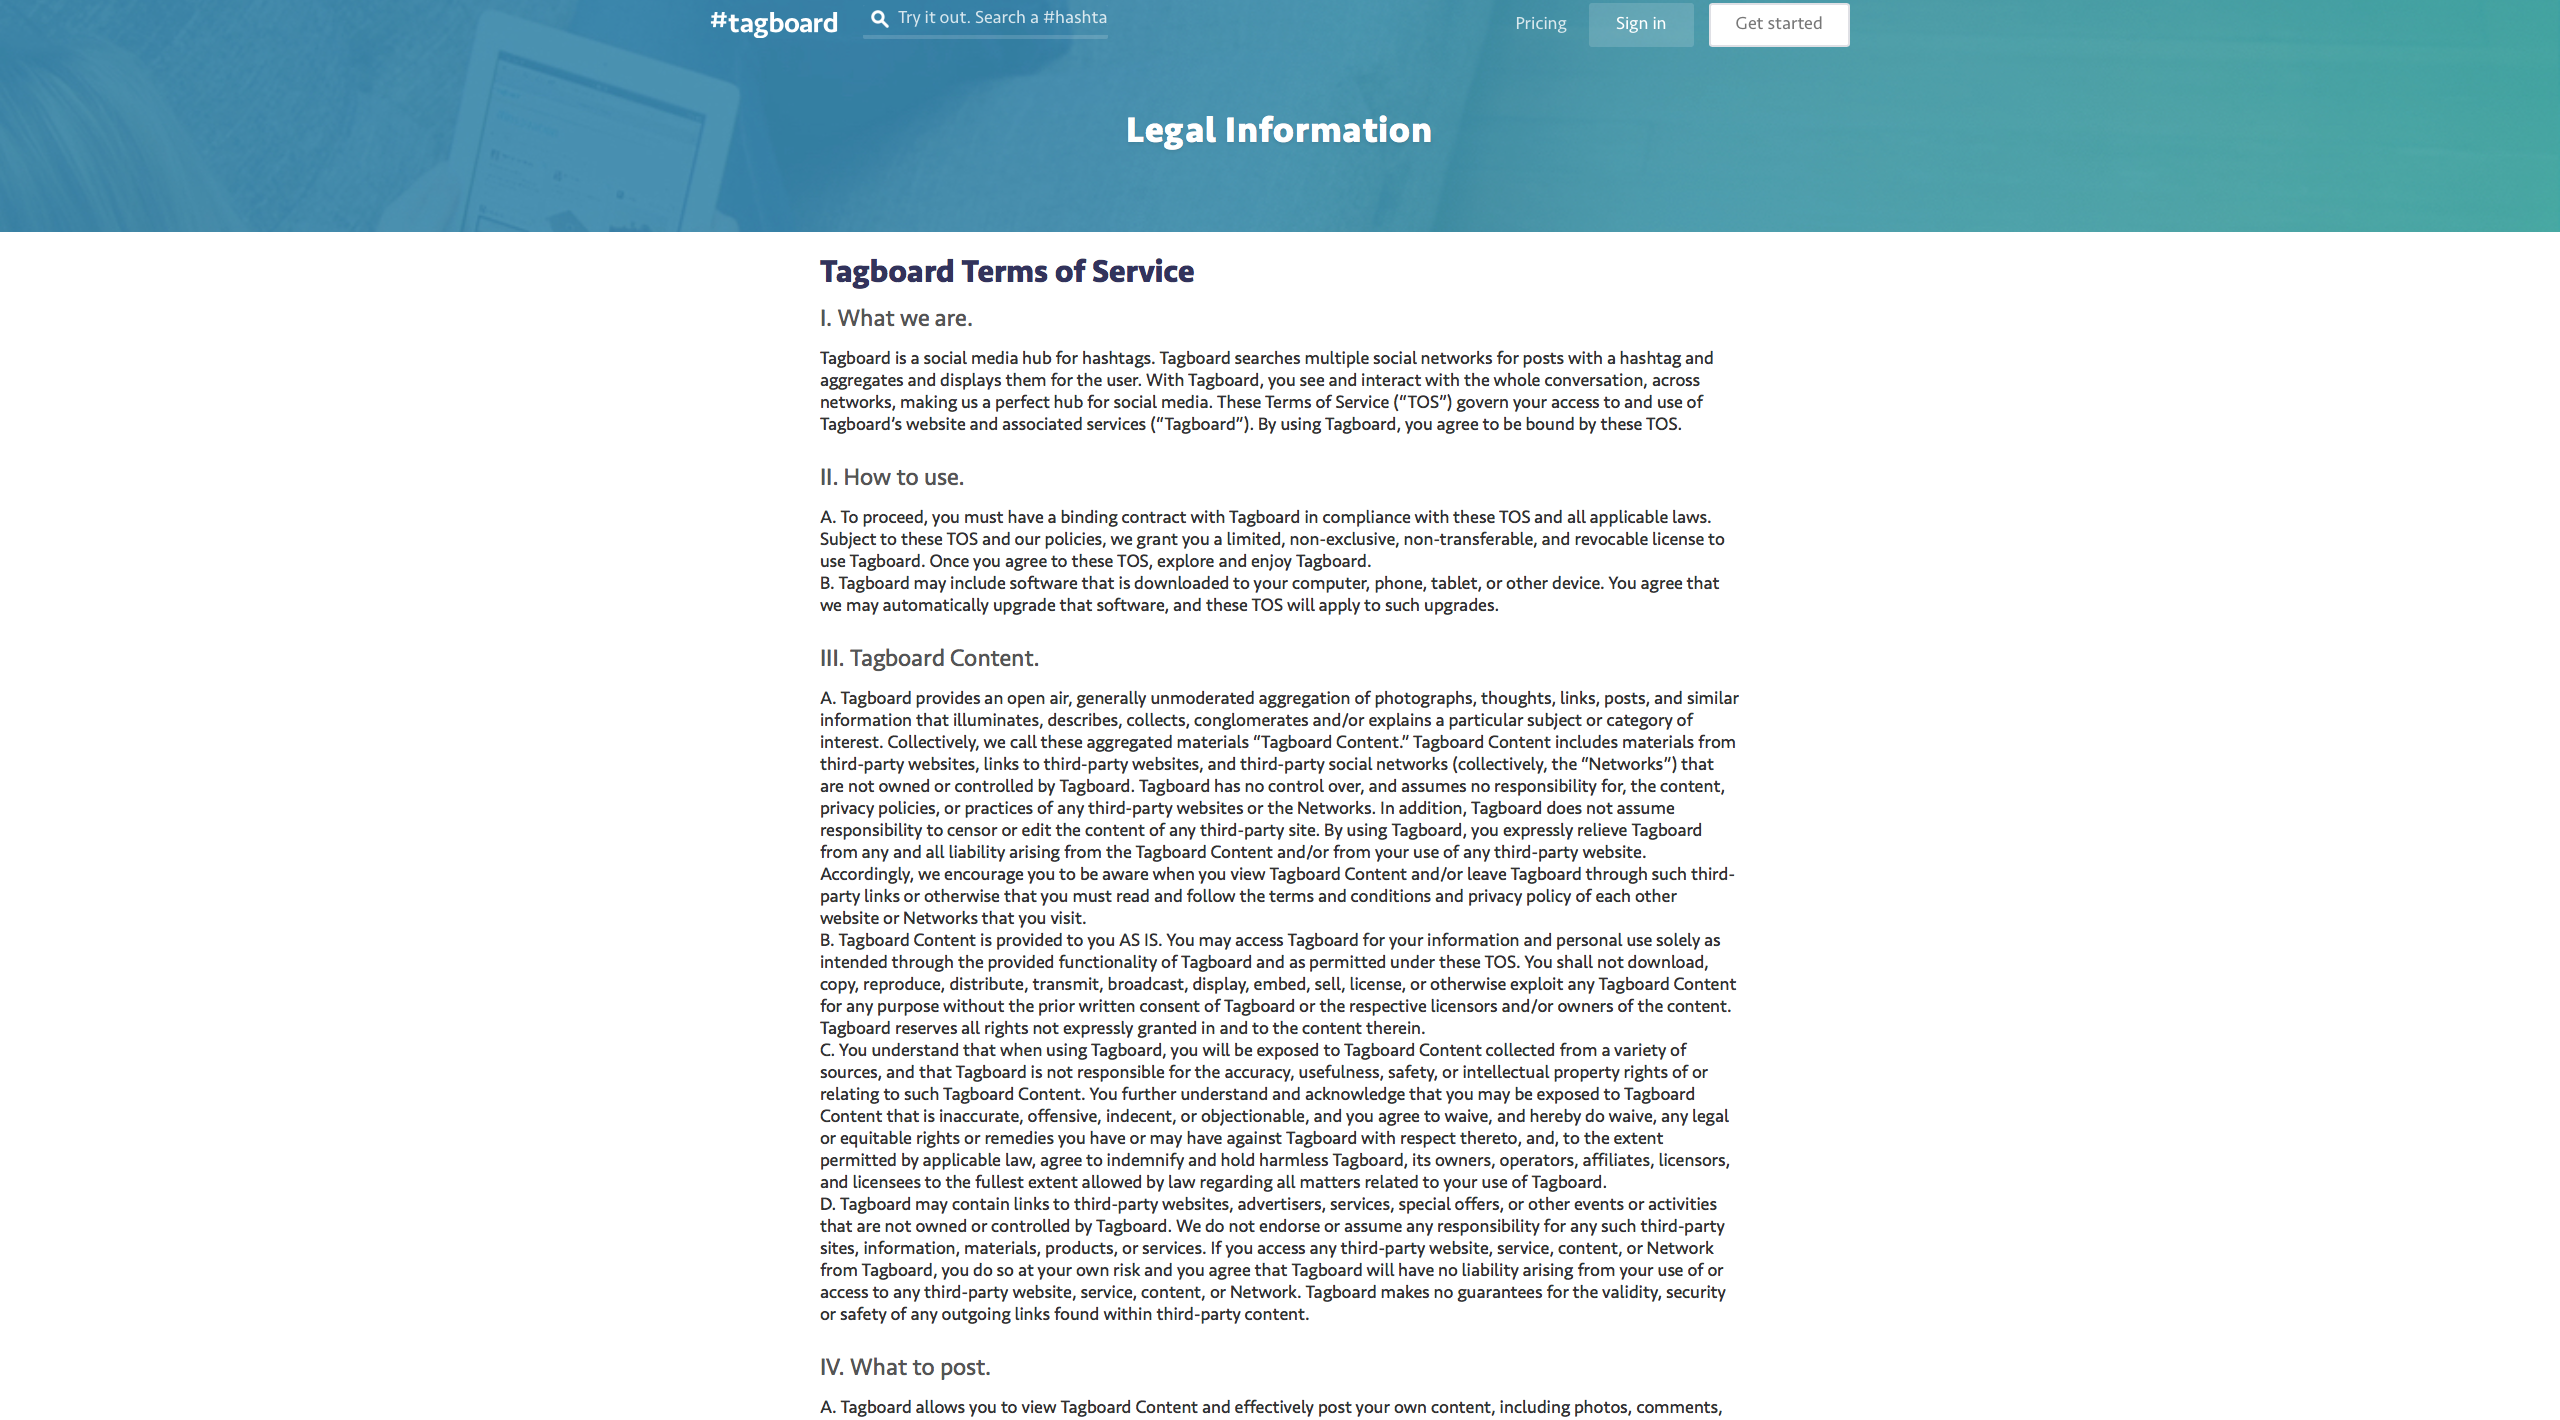 #tagboard
Try it out. Search a #hashta
Pricing
Sign in
Get started
Legal Information
Tagboard Terms of Service
I. What we are.
Tagboard is a social media hub for hashtags. Tagboard searches multiple social networks for posts with a hashtag and
aggregates and displays them for the user. With Tagboard, you see and interact with the whole conversation, across
networks, making us a perfect hub for social media. These Terms of Service (“TOS”) govern your access to and use of
Tagboard’s website and associated services (“Tagboard”). By using Tagboard, you agree to be bound by these TOS.
II. How to use.
A. To proceed, you must have a binding contract with Tagboard in compliance with these TOS and all applicable laws.
Subject to these TOS and our policies, we grant you a limited, non-exclusive, non-transferable, and revocable license to
use Tagboard. Once you agree to these TOS, explore and enjoy Tagboard.
B. Tagboard may include software that is downloaded to your computer, phone, tablet, or other device. You agree that
we may automatically upgrade that software, and these TOS will apply to such upgrades.
III. Tagboard Content.
A. Tagboard provides an open air, generally unmoderated aggregation of photographs, thoughts, links, posts, and similar
information that illuminates, describes, collects, conglomerates and/or explains a particular subject or category of
interest. Collectively, we call these aggregated materials “Tagboard Content.” Tagboard Content includes materials from
third-party websites, links to third-party websites, and third-party social networks (collectively, the “Networks”) that
are not owned or controlled by Tagboard. Tagboard has no control over, and assumes no responsibility for, the content,
privacy policies, or practices of any third-party websites or the Networks. In addition, Tagboard does not assume
responsibility to censor or edit the content of any third-party site. By using Tagboard, you expressly relieve Tagboard
from any and all liability arising from the Tagboard Content and/or from your use of any third-party website.
Accordingly, we encourage you to be aware when you view Tagboard Content and/or leave Tagboard through such third-
party links or otherwise that you must read and follow the terms and conditions and privacy policy of each other
website or Networks that you visit.
B. Tagboard Content is provided to you AS IS. You may access Tagboard for your information and personal use solely as
intended through the provided functionality of Tagboard and as permitted under these TOS. You shall not download,
copy, reproduce, distribute, transmit, broadcast, display, embed, sell, license, or otherwise exploit any Tagboard Content
for any purpose without the prior written consent of Tagboard or the respective licensors and/or owners of the content.
Tagboard reserves all rights not expressly granted in and to the content therein.
C. You understand that when using Tagboard, you will be exposed to Tagboard Content collected from a variety of
sources, and that Tagboard is not responsible for the accuracy, usefulness, safety, or intellectual property rights of or
relating to such Tagboard Content. You further understand and acknowledge that you may be exposed to Tagboard
Content that is inaccurate, offensive, indecent, or objectionable, and you agree to waive, and hereby do waive, any legal
or equitable rights or remedies you have or may have against Tagboard with respect thereto, and, to the extent
permitted by applicable law, agree to indemnify and hold harmless Tagboard, its owners, operators, affiliates, licensors,
and licensees to the fullest extent allowed by law regarding all matters related to your use of Tagboard.
D. Tagboard may contain links to third-party websites, advertisers, services, special offers, or other events or activities
that are not owned or controlled by Tagboard. We do not endorse or assume any responsibility for any such third-party
sites, information, materials, products, or services. If you access any third-party website, service, content, or Network
from Tagboard, you do so at your own risk and you agree that Tagboard will have no liability arising from your use of or
access to any third-party website, service, content, or Network. Tagboard makes no guarantees for the validity, security
or safety of any outgoing links found within third-party content.
IV. What to post.
A. Tagboard allows you to view Tagboard Content and effectively post your own content, including photos, comments,